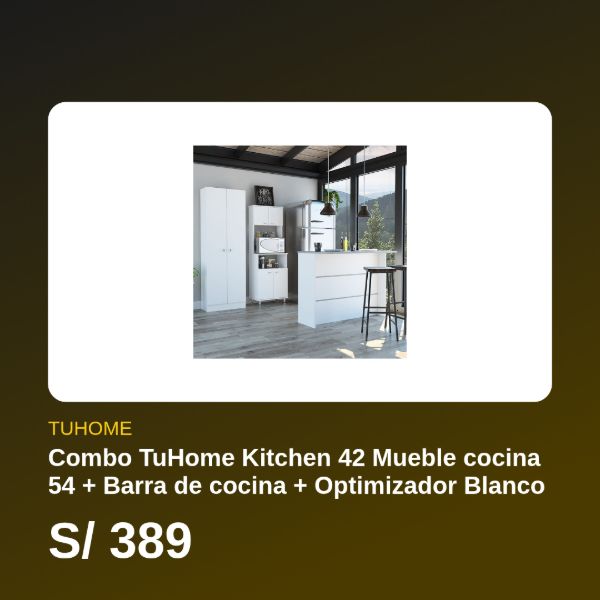 TUHOME
Combo TuHome Kitchen 42 Mueble cocina
54 + Barra de cocina + Optimizador Blanco
S/ 389